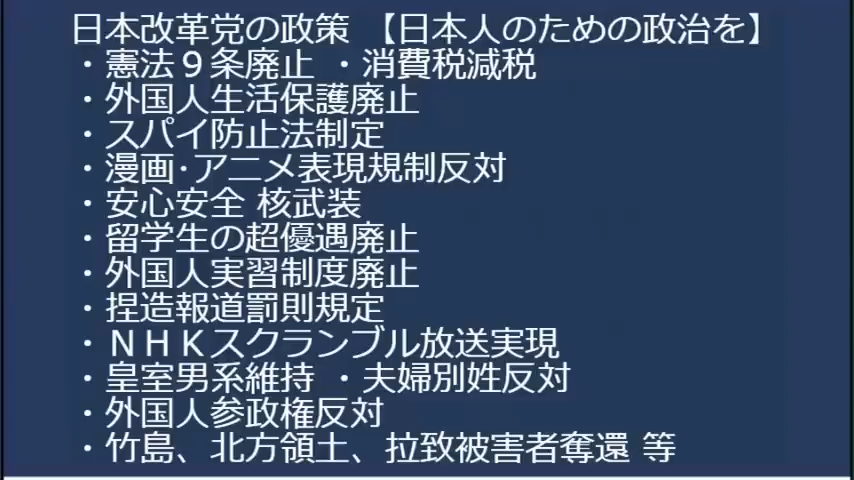 日本改革党の政策 【日本人のための政治を】
・憲法９条廃止 ・消費税減税
・外国人生活保護廃止
・スパイ防止法制定
・漫画･アニメ表現規制反対
・安心安全 核武装
・留学生の超優遇廃止
・外国人実習制度廃止
・捏造報道罰則規定
・ＮＨＫスクランブル放送実現
・皇室男系維持 ・夫婦別姓反対
・外国人参政権反対
・竹島、北方領土、拉致被害者奪還 等